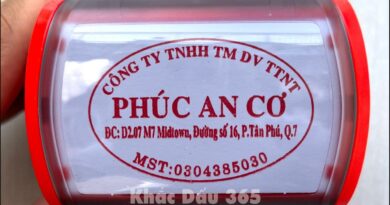 CÔNG TY TNHH TM DV TTNT
PHÚC AN CƠ
ĐC: D2.07 M7 Midtown, Đường số 16, P.Tân Phú, Q.7
MST:0304385030
Khắc Dấu 365